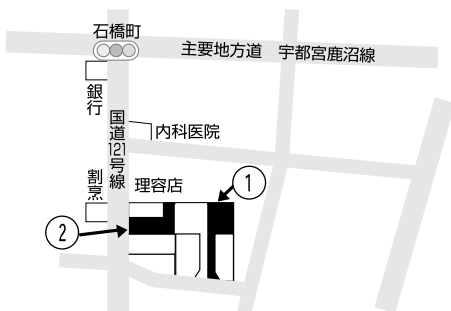 石橋町
主要地方道 宇都宮鹿沼線
銀行
国道121号線
内科医院
割烹
理容店
①
②